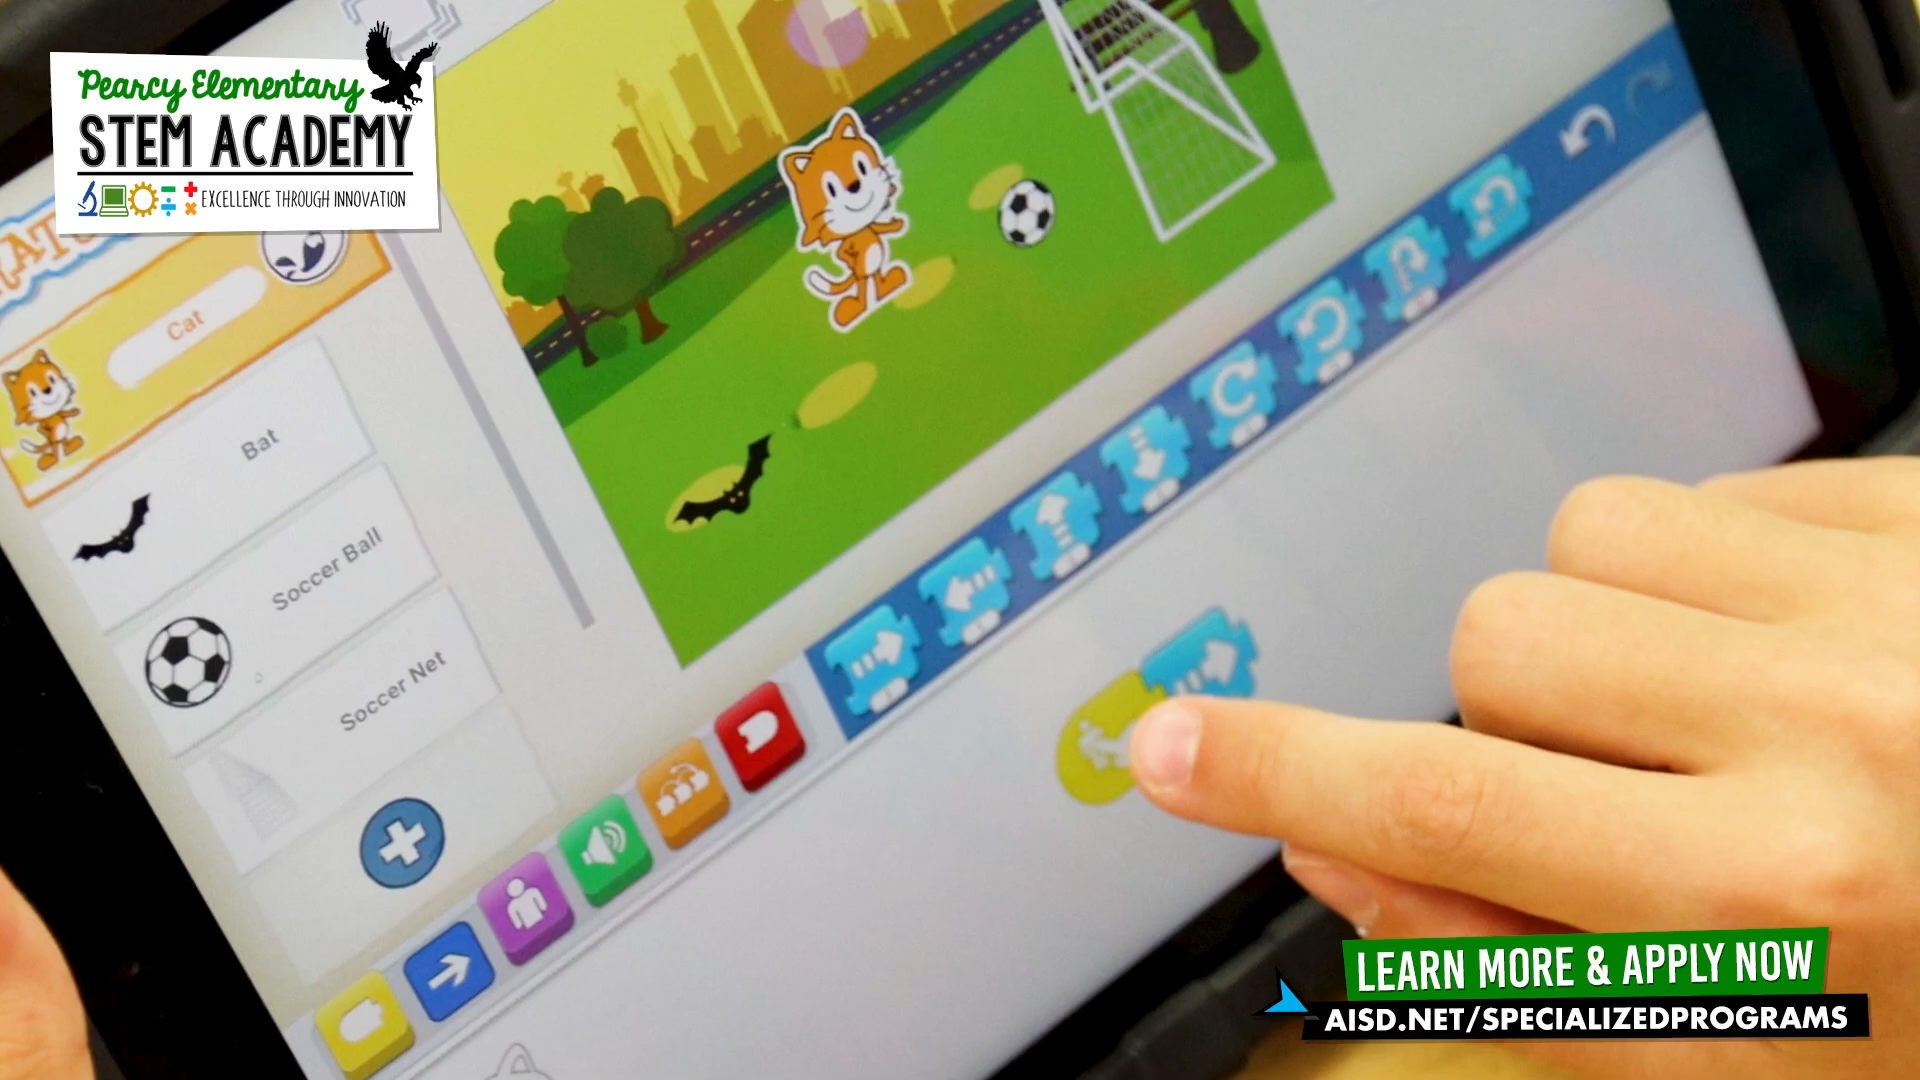 Pearcy Elementary
STEM ACADEMY
EXCELLENCE THROUGH INNOVATION
Cat
Bat
Soccer Ball
Soccer Net
LEARN MORE & APPLY NOW
AISD.NET/SPECIALIZEDPROGRAMS